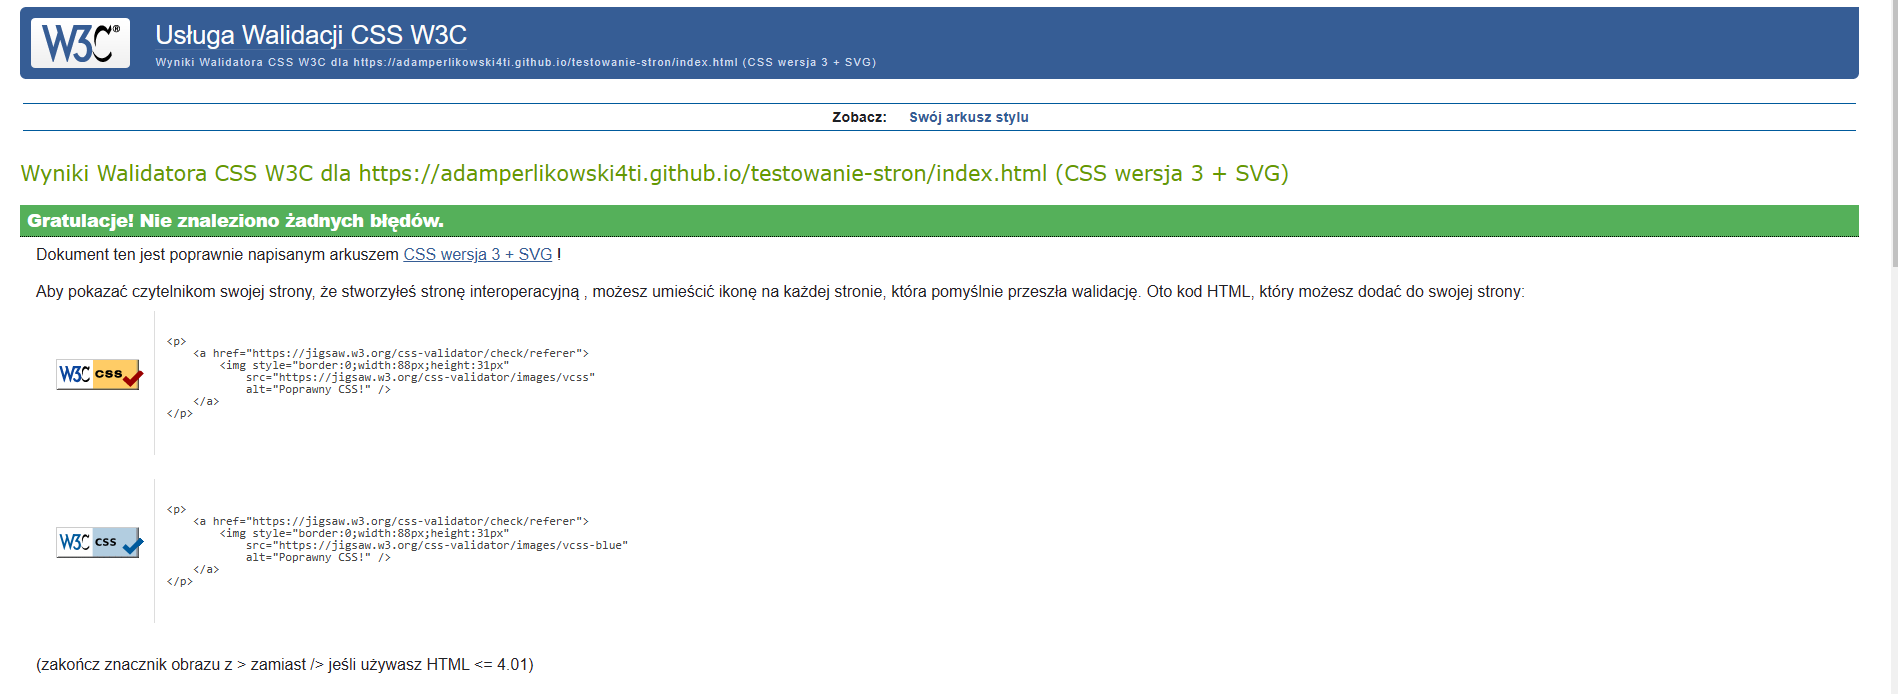 W3C® Usługa Walidacji CSS W3C
Wyniki Walidatora CSS W3C dla https://adamperlikowski4ti.github.io/testowanie-stron/index.html (CSS wersja 3 + SVG)
Zobacz: Swój arkusz stylu
Wyniki Walidatora CSS W3C dla https://adamperlikowski4ti.github.io/testowanie-stron/index.html (CSS wersja 3 + SVG)
Gratulacje! Nie znaleziono żadnych błędów.
Dokument ten jest poprawnie napisanym arkuszem CSS wersja 3 + SVG !
Aby pokazać czytelnikom swojej strony, że stworzyłeś stronę interoperacyjną , możesz umieścić ikonę na każdej stronie, która pomyślnie przeszła walidację. Oto kod HTML, który możesz dodać do swojej strony:
<p>
<a href="https://jigsaw.w3.org/css-validator/check/referer">
<img style="border:0;width:88px;height:31px"
W3C css
src="https://jigsaw.w3.org/css-validator/images/vcss"
alt="Poprawny CSS!" />
</a>
</p>
<p>
<a href="https://jigsaw.w3.org/css-validator/check/referer">
<img style="border:0;width:88px;height:31px"
W3C css
src="https://jigsaw.w3.org/css-validator/images/vcss-blue"
alt="Poprawny CSS!" />
</a>
</p>
(zakończ znacznik obrazu z > zamiast /> jeśli używasz HTML <= 4.01)